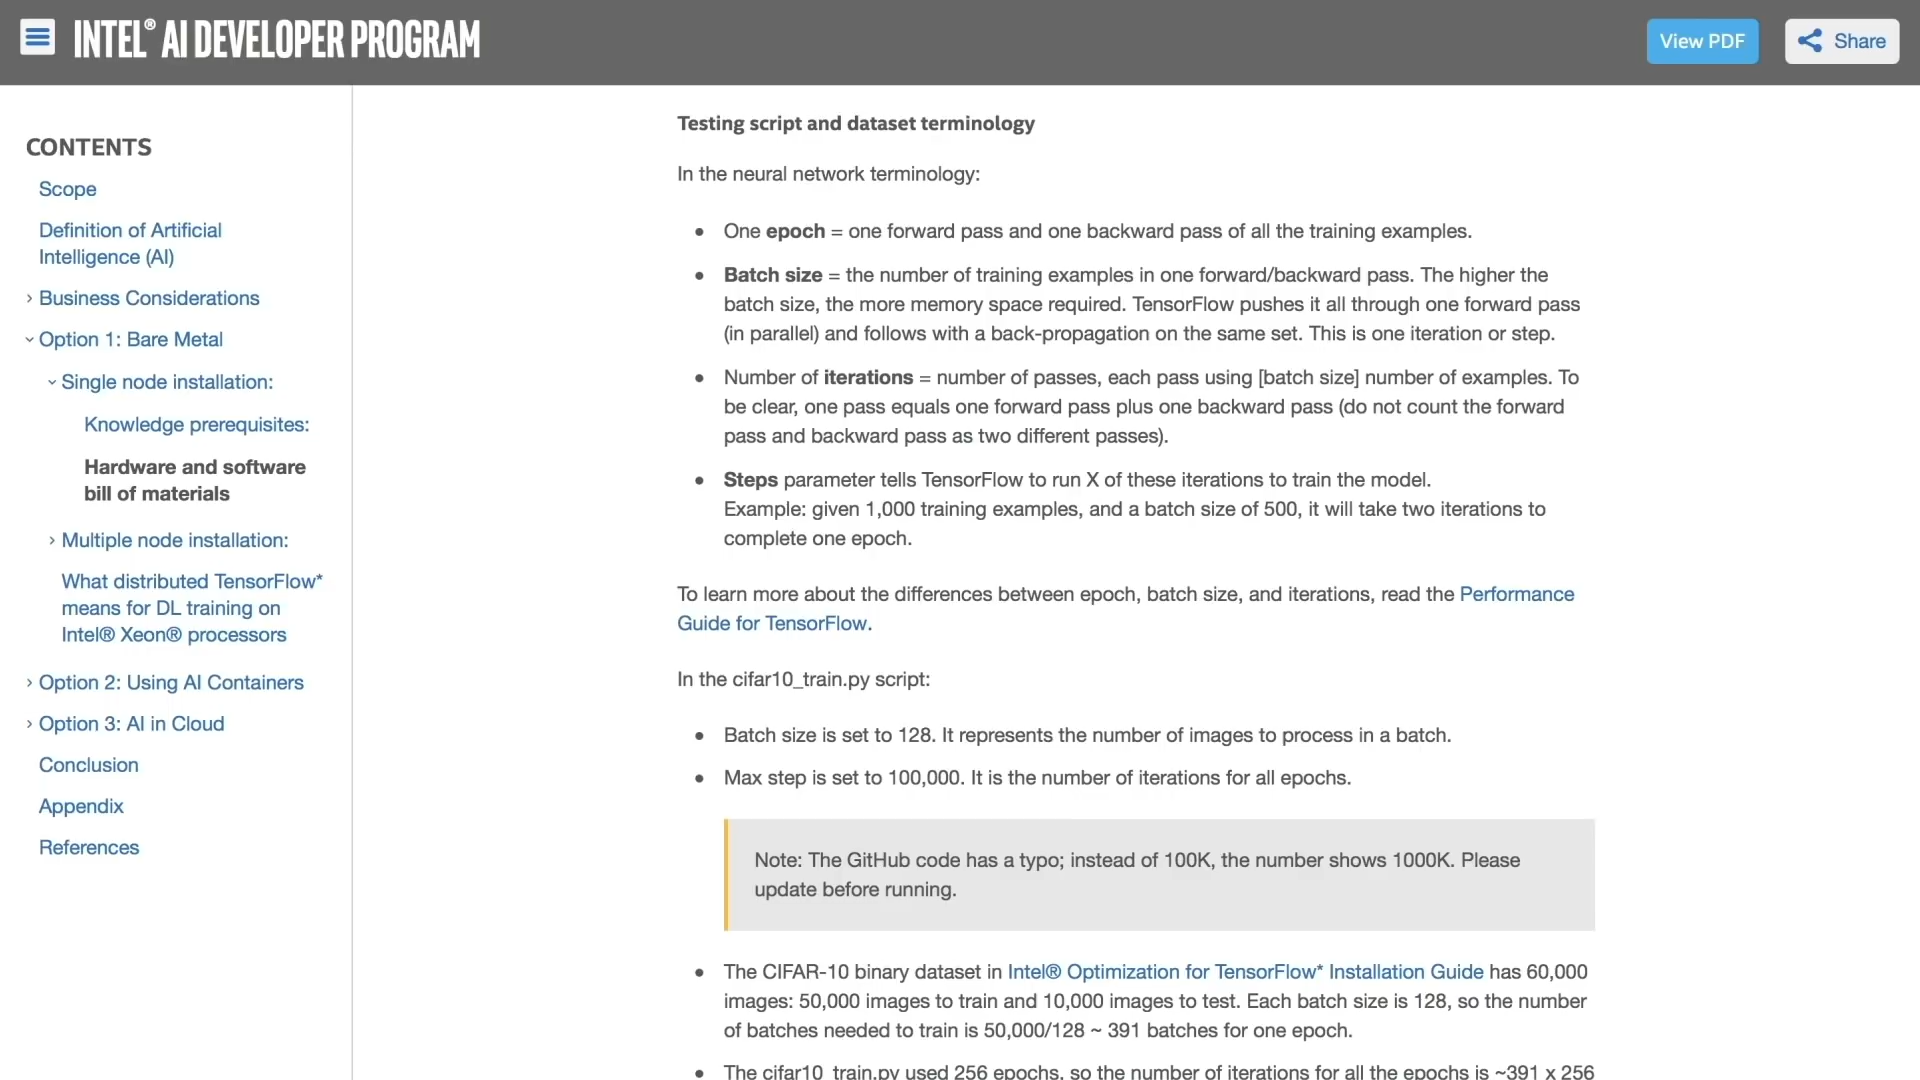 INTEL® AI DEVELOPER PROGRAM
View PDF
Share
CONTENTS
Scope
Definition of Artificial
Intelligence (AI)
Business Considerations
Option 1: Bare Metal
Single node installation:
Knowledge prerequisites:
Hardware and software
bill of materials
Multiple node installation:
What distributed TensorFlow*
means for DL training on
Intel® Xeon® processors
Option 2: Using AI Containers
Option 3: AI in Cloud
Conclusion
Appendix
References
Testing script and dataset terminology
In the neural network terminology:
• One epoch = one forward pass and one backward pass of all the training examples.
• Batch size = the number of training examples in one forward/backward pass. The higher the
batch size, the more memory space required. TensorFlow pushes it all through one forward pass
(in parallel) and follows with a back-propagation on the same set. This is one iteration or step.
• Number of iterations = number of passes, each pass using [batch size] number of examples. To
be clear, one pass equals one forward pass plus one backward pass (do not count the forward
pass and backward pass as two different passes).
• Steps parameter tells TensorFlow to run X of these iterations to train the model.
Example: given 1,000 training examples, and a batch size of 500, it will take two iterations to
complete one epoch.
To learn more about the differences between epoch, batch size, and iterations, read the Performance
Guide for TensorFlow.
In the cifar10_train.py script:
• Batch size is set to 128. It represents the number of images to process in a batch.
• Max step is set to 100,000. It is the number of iterations for all epochs.
Note: The GitHub code has a typo; instead of 100K, the number shows 1000K. Please
update before running.
• The CIFAR-10 binary dataset in Intel® Optimization for TensorFlow* Installation Guide has 60,000
images: 50,000 images to train and 10,000 images to test. Each batch size is 128, so the number
of batches needed to train is 50,000/128 ~ 391 batches for one epoch.
• The cifar10_train.py used 256 epochs, so the number of iterations for all the epochs is ~391 x 256